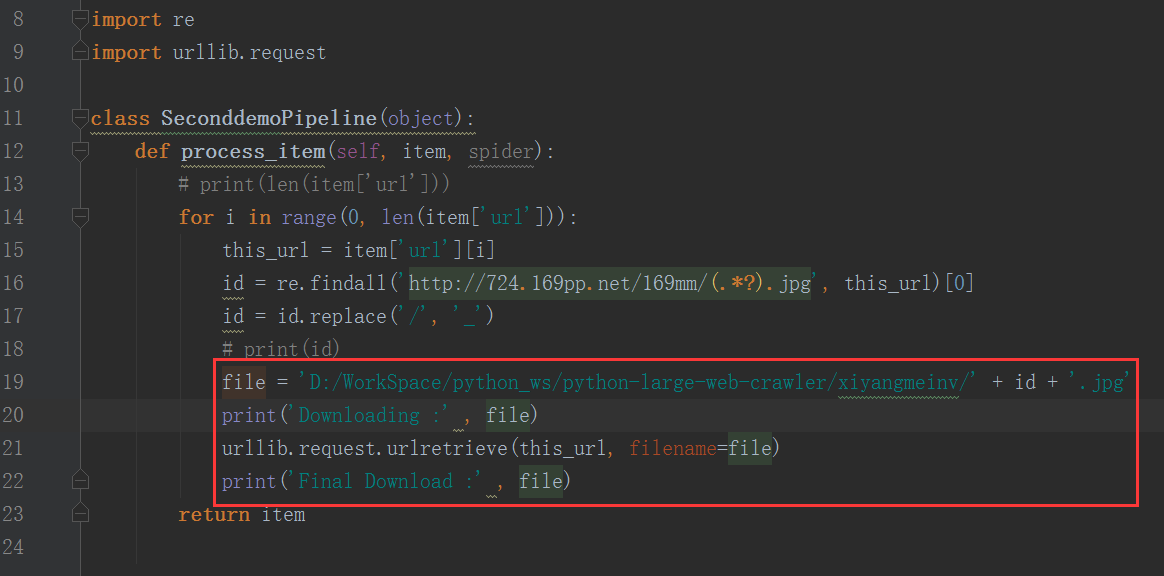 8 import re
9 import urllib.request
10
11 class SeconddemoPipeline(object):
12     def process_item(self, item, spider):
13         # print(len(item['url']))
14         for i in range(0, len(item['url'])):
15             this_url = item['url'][i]
16             id = re.findall('http://724.169pp.net/169mm/(.*?).jpg', this_url)[0]
17             id = id.replace('/', '_')
18             # print(id)
19             file = 'D:/WorkSpace/python_ws/python-large-web-crawler/xiyangmeinv/' + id + '.jpg'
20             print('Downloading :' , file)
21             urllib.request.urlretrieve(this_url, filename=file)
22             print('Final Download :' , file)
23         return item
24